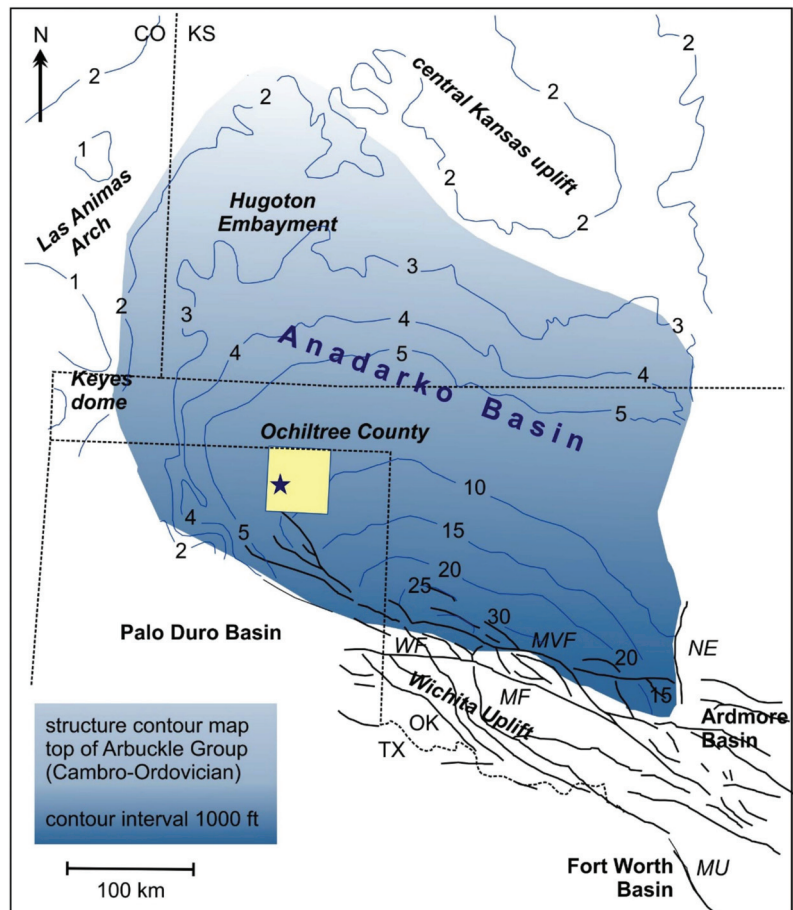 N
CO
KS
2
2
2
2
central Kansas uplift
1
2
Las Animas
Arch
Hugoton
Embayment
2
1
3
2
3
3
4
4
Anadarko Basin
5
4
Keyes
dome
5
Ochiltree County
10
4
15
5
2
20
25
30
Palo Duro Basin
WF
MVF
20
NE
MF
15
Wichita Uplift
OK
TX
Ardmore
Basin
structure contour map
top of Arbuckle Group
(Cambro-Ordovician)
contour interval 1000 ft
100 km
Fort Worth
Basin
MU